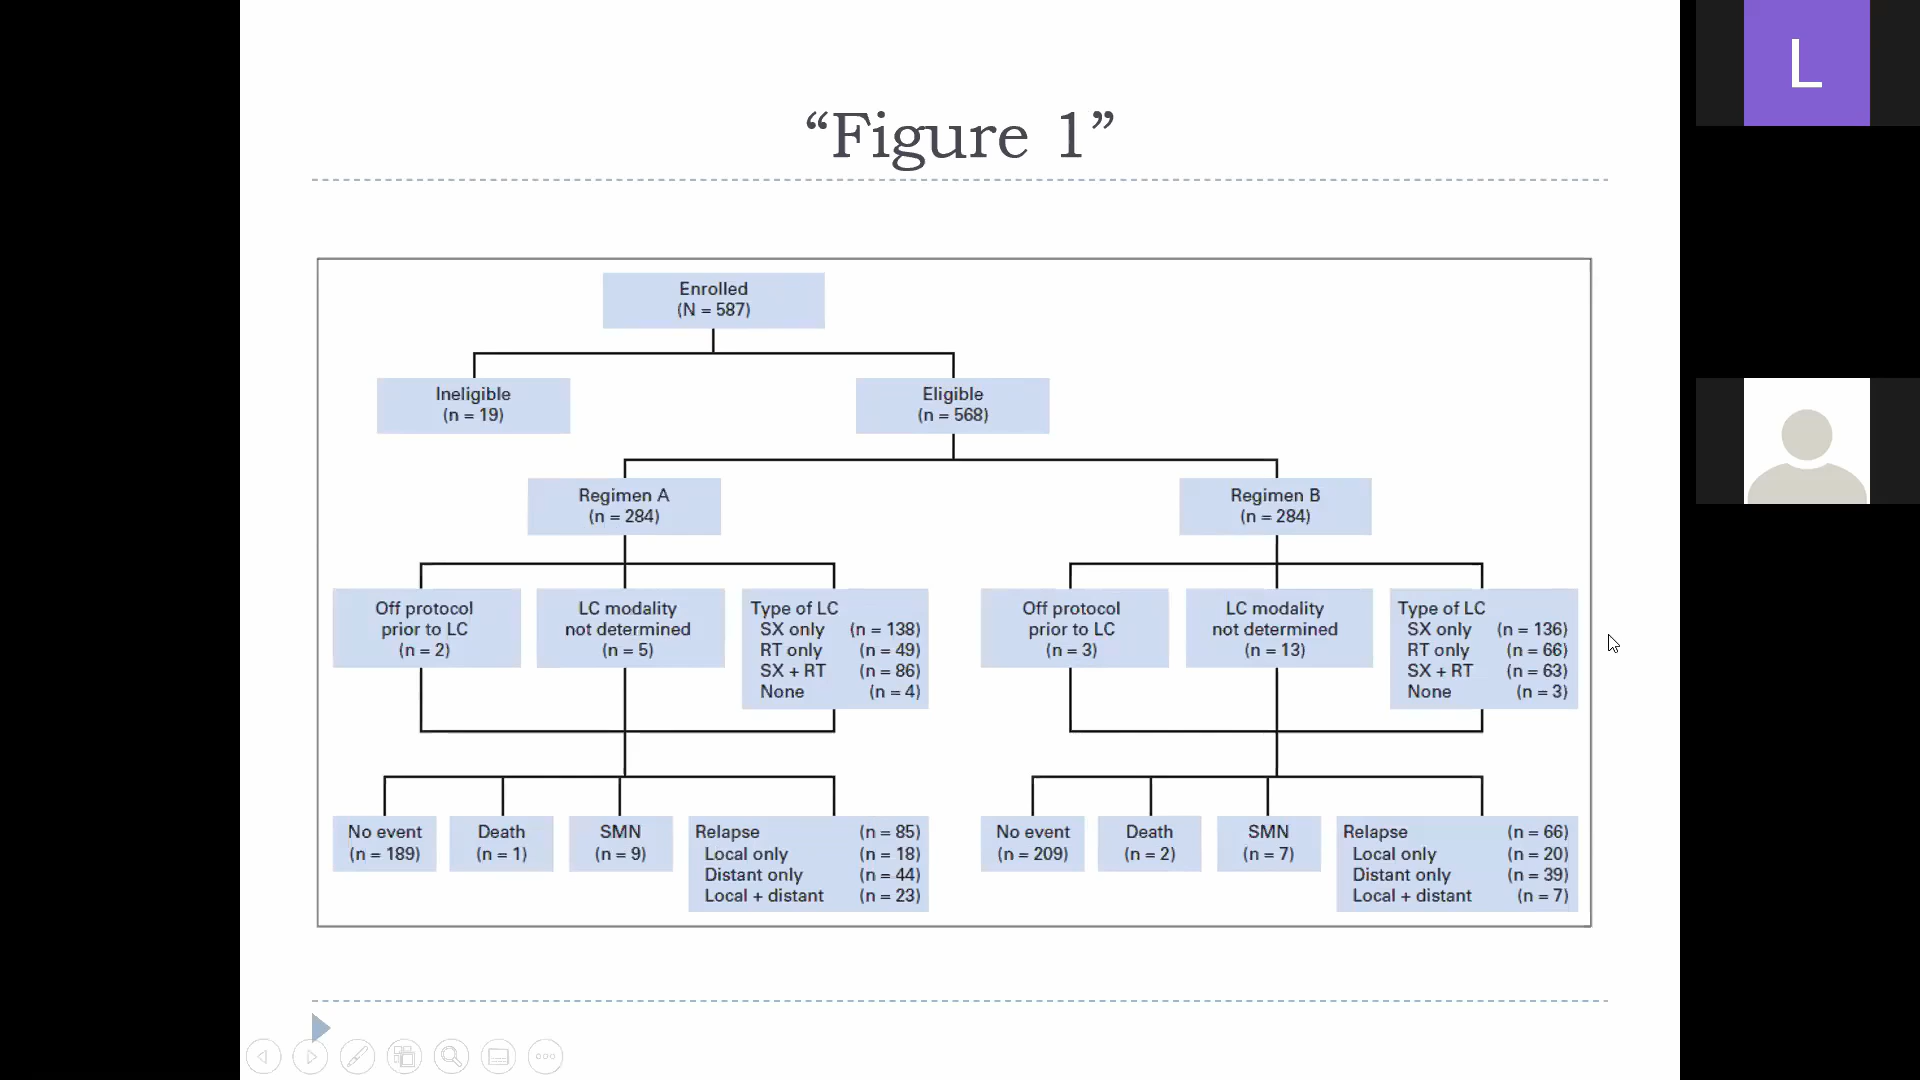 “Figure 1”
Enrolled
(N = 587)
Ineligible
(n = 19)
Eligible
(n = 568)
Regimen A
(n = 284)
Regimen B
(n = 284)
Off protocol
prior to LC
(n = 2)
LC modality
not determined
(n = 5)
Type of LC
SX only (n = 138)
RT only (n = 49)
SX + RT (n = 86)
None (n = 4)
Off protocol
prior to LC
(n = 3)
LC modality
not determined
(n = 13)
Type of LC
SX only (n = 136)
RT only (n = 66)
SX + RT (n = 63)
None (n = 3)
No event
(n = 189)
Death
(n = 1)
SMN
(n = 9)
Relapse (n = 85)
Local only (n = 18)
Distant only (n = 44)
Local + distant (n = 23)
No event
(n = 209)
Death
(n = 2)
SMN
(n = 7)
Relapse (n = 66)
Local only (n = 20)
Distant only (n = 39)
Local + distant (n = 7)
L